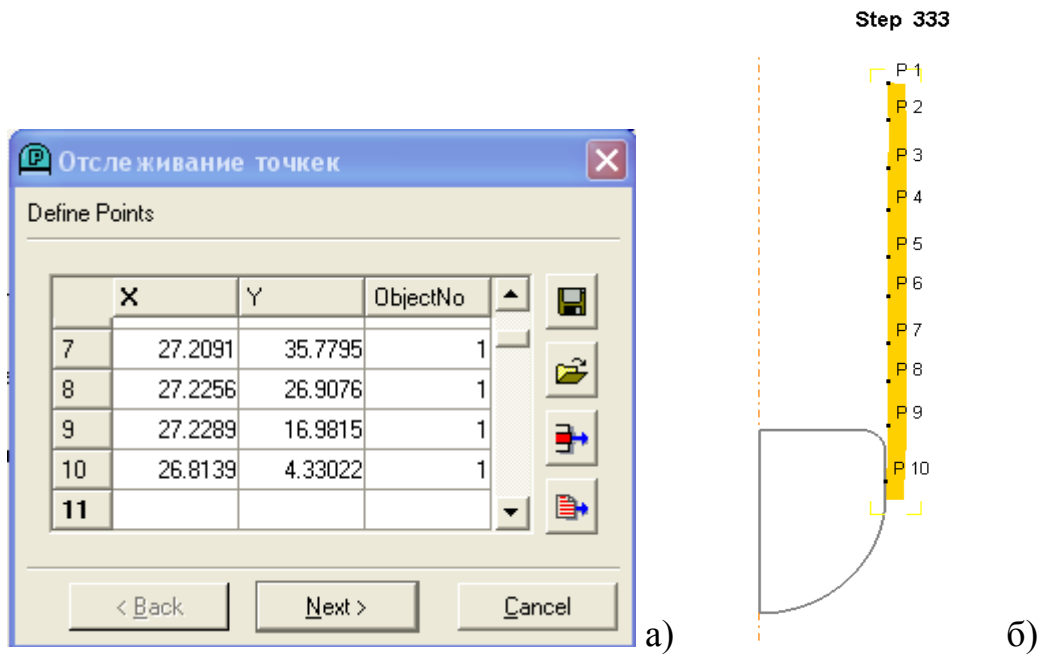 Отслеживание точкек
Define Points
X Y ObjectNo
7 27.2091 35.7795 1
8 27.2256 26.9076 1
9 27.2289 16.9815 1
10 26.8139 4.33022 1
11
< Back Next > Cancel
а)
Step 333
P 1
P 2
P 3
P 4
P 5
P 6
P 7
P 8
P 9
P 10
б)